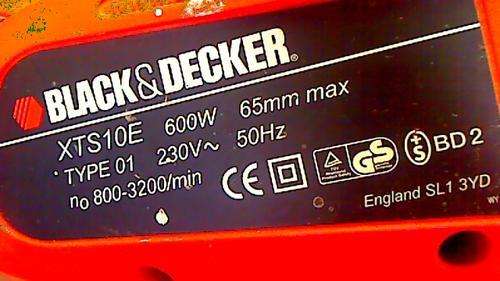 BLACK&DECKER®
XTS10E 600W 65mm max
TYPE 01 230V~ 50Hz
no 800-3200/min
CE GS S BD 2
England SL1 3YD
WY